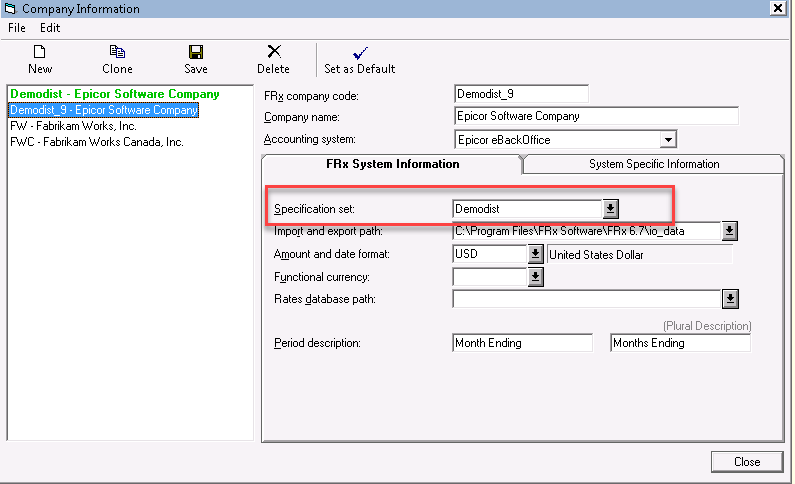 Company Information
File Edit
New Clone Save Delete Set as Default
Demodist - Epicor Software Company
Demodist_9 - Epicor Software Company
FW - Fabrikam Works, Inc.
FWC - Fabrikam Works Canada, Inc.
FRx company code: Demodist_9
Company name: Epicor Software Company
Accounting system: Epicor eBackOffice
FRx System Information System Specific Information
Specification set: Demodist
Import and export path: C:\Program Files\FRx Software\FRx 6.7\io_data
Amount and date format: USD United States Dollar
Functional currency:
Rates database path:
(Plural Description)
Period description: Month Ending Months Ending
Close